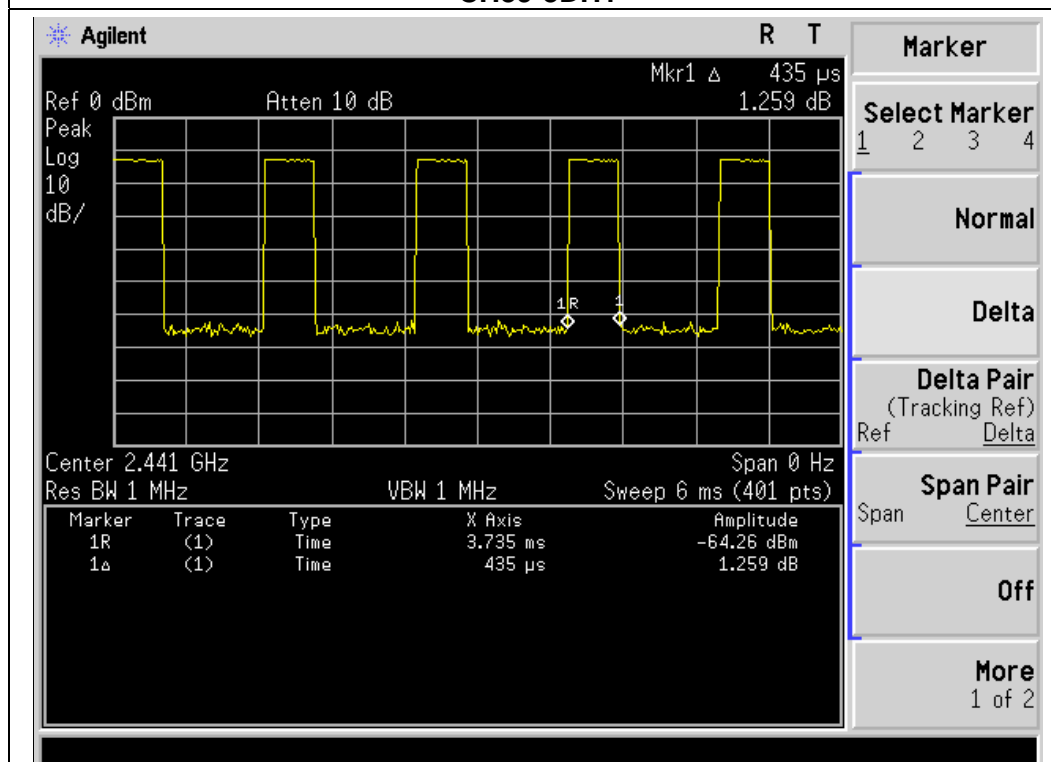 Agilent R T
Mkr1 Δ 435 µs
Ref 0 dBm Atten 10 dB 1.259 dB
Peak
Log
10
dB/
1R 1
Center 2.441 GHz Span 0 Hz
Res BW 1 MHz VBW 1 MHz Sweep 6 ms (401 pts)
Marker Trace Type X Axis Amplitude
1R (1) Time 3.735 ms -64.26 dBm
1Δ (1) Time 435 µs 1.259 dB
Marker
Select Marker
1 2 3 4
Normal
Delta
Delta Pair
(Tracking Ref)
Ref Delta
Span Pair
Span Center
Off
More
1 of 2